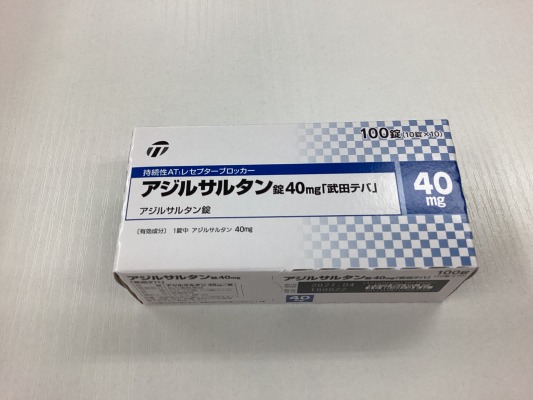 100錠(10錠×10)
持続性AT₁レセプターブロッカー
アジルサルタン錠40mg「武田テバ」
40mg
アジルサルタン錠
〔有効成分〕 1錠中 アジルサルタン 40mg
アジルサルタン錠40mg
「武田テバ」
アジルサルタン錠40mg「武田テバ」
100錠
40